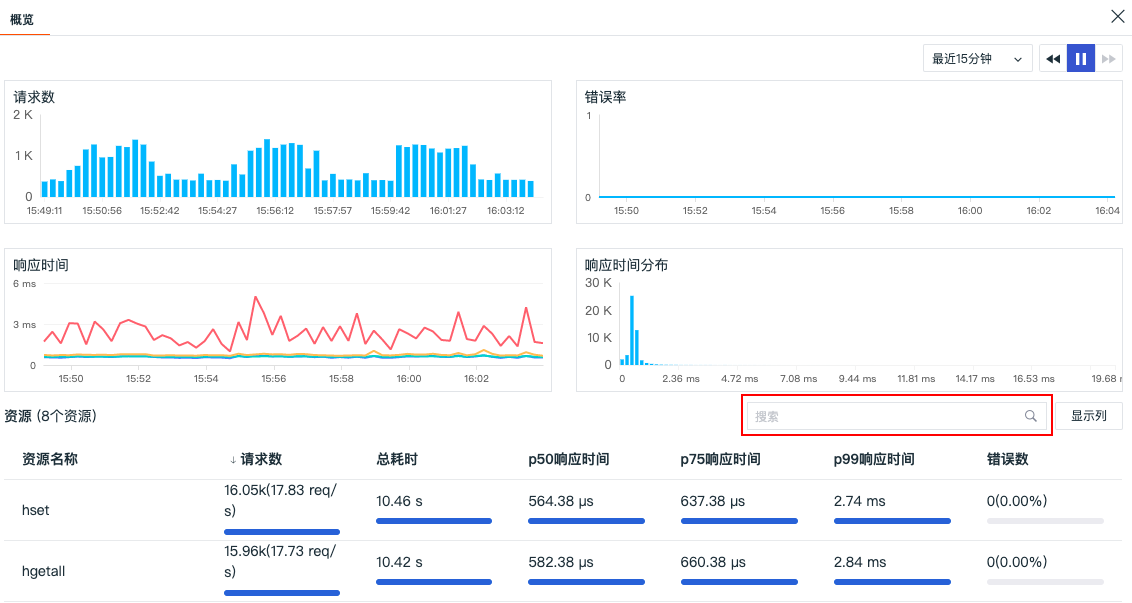 概览
最近15分钟
请求数
2 K
1 K
0
15:49:11 15:50:56 15:52:42 15:54:27 15:56:12 15:57:57 15:59:42 16:01:27 16:03:12
错误率
1
0
15:50 15:52 15:54 15:56 15:58 16:00 16:02 16:04
响应时间
6 ms
3 ms
0
15:50 15:52 15:54 15:56 15:58 16:00 16:02
响应时间分布
30 K
20 K
10 K
0
0 2.36 ms 4.72 ms 7.08 ms 9.44 ms 11.81 ms 14.17 ms 16.53 ms 19.68
资源 (8个资源)
搜索
显示列
资源名称 ↓ 请求数 总耗时 p50响应时间 p75响应时间 p99响应时间 错误数
hset 16.05k(17.83 req/
s) 10.46 s 564.38 μs 637.38 μs 2.74 ms 0(0.00%)
hgetall 15.96k(17.73 req/
s) 10.42 s 582.38 μs 660.38 μs 2.84 ms 0(0.00%)